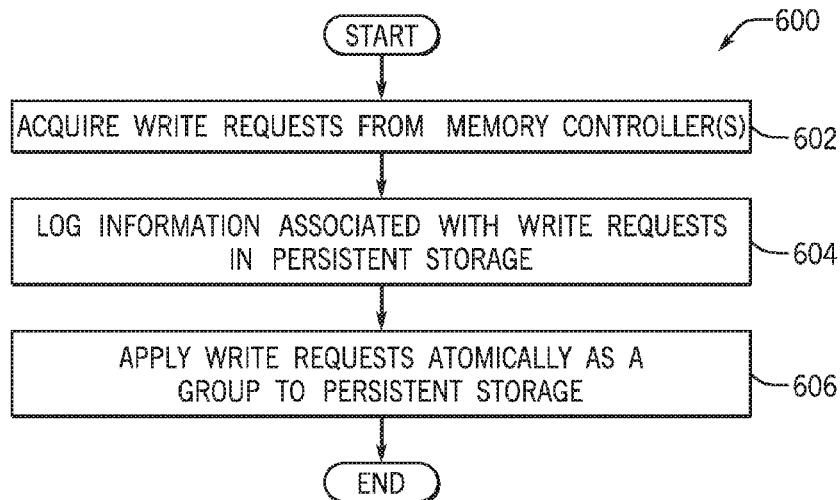 START
600
ACQUIRE WRITE REQUESTS FROM MEMORY CONTROLLER(S)
602
LOG INFORMATION ASSOCIATED WITH WRITE REQUESTS
IN PERSISTENT STORAGE
604
APPLY WRITE REQUESTS ATOMICALLY AS A
GROUP TO PERSISTENT STORAGE
606
END